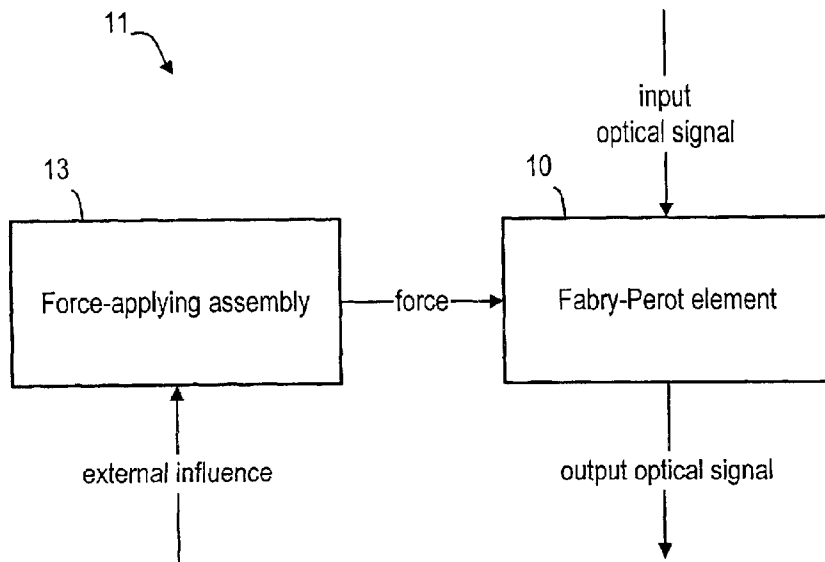 11
input
optical signal
13
10
Force-applying assembly
force
Fabry-Perot element
external influence
output optical signal